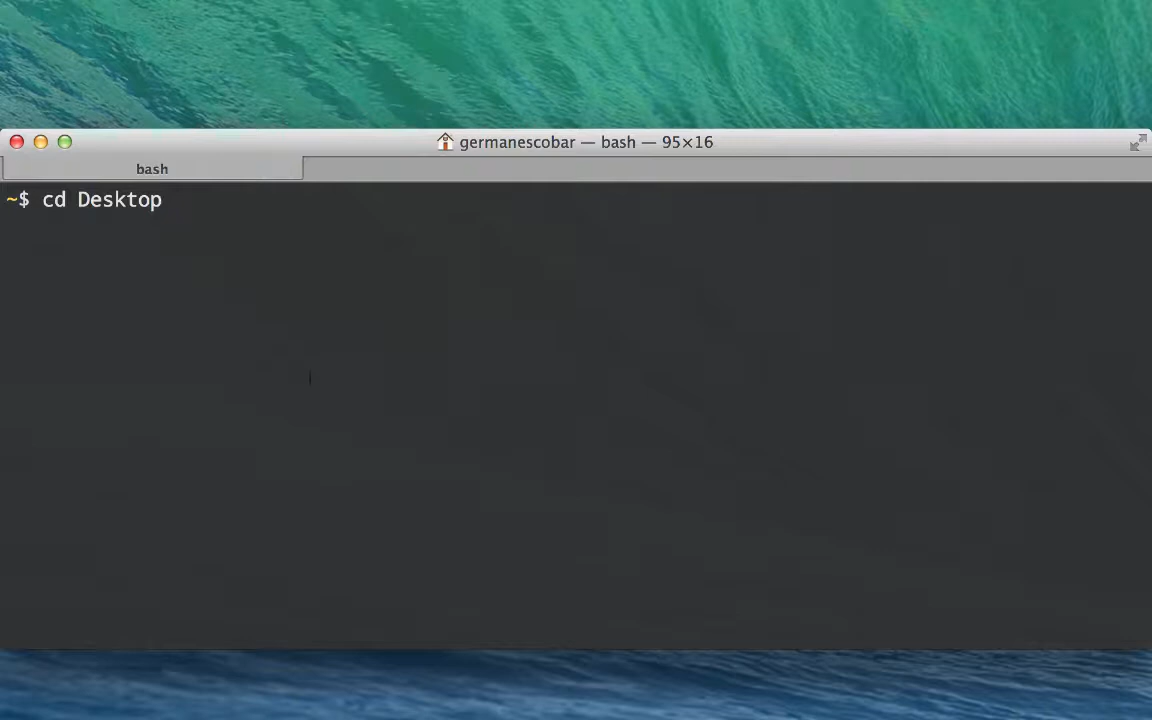 germanescobar — bash — 95×16
bash
~$ cd Desktop